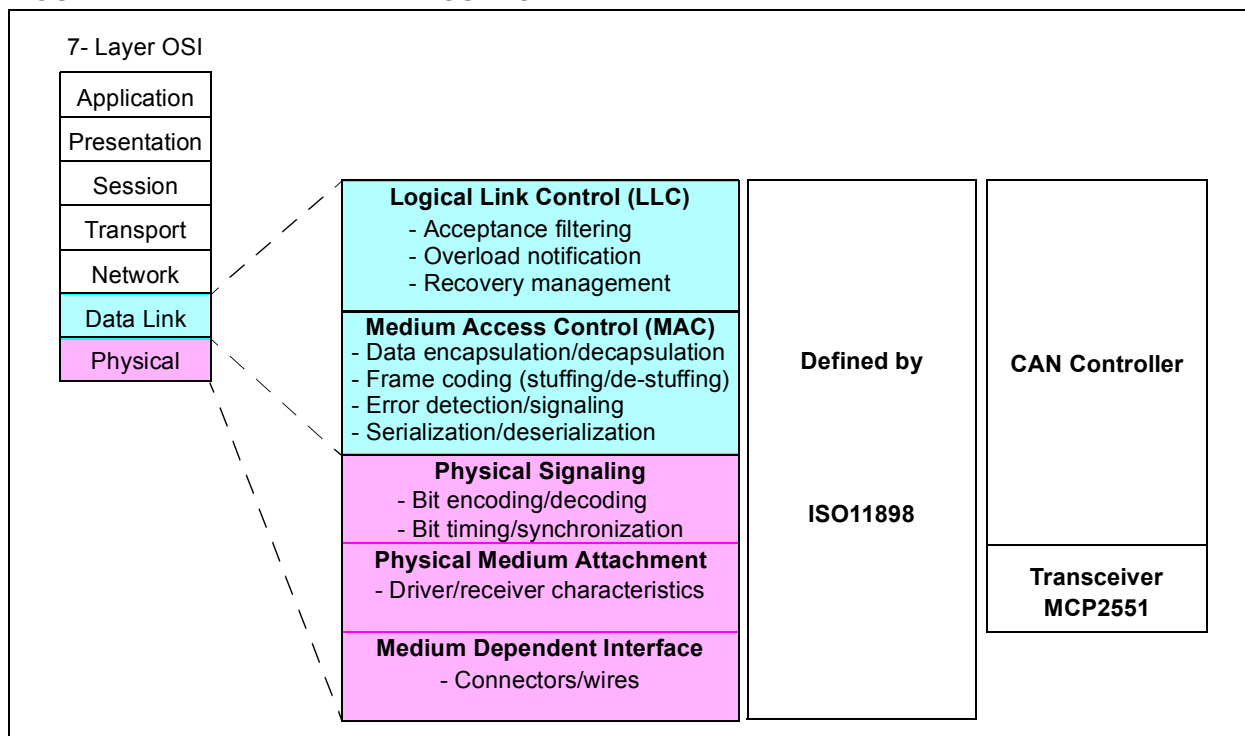 7- Layer OSI
Application
Presentation
Session
Transport
Network
Data Link
Physical
Logical Link Control (LLC)
- Acceptance filtering
- Overload notification
- Recovery management
Medium Access Control (MAC)
- Data encapsulation/decapsulation
- Frame coding (stuffing/de-stuffing)
- Error detection/signaling
- Serialization/deserialization
Physical Signaling
- Bit encoding/decoding
- Bit timing/synchronization
Physical Medium Attachment
- Driver/receiver characteristics
Medium Dependent Interface
- Connectors/wires
Defined by
ISO11898
CAN Controller
Transceiver
MCP2551